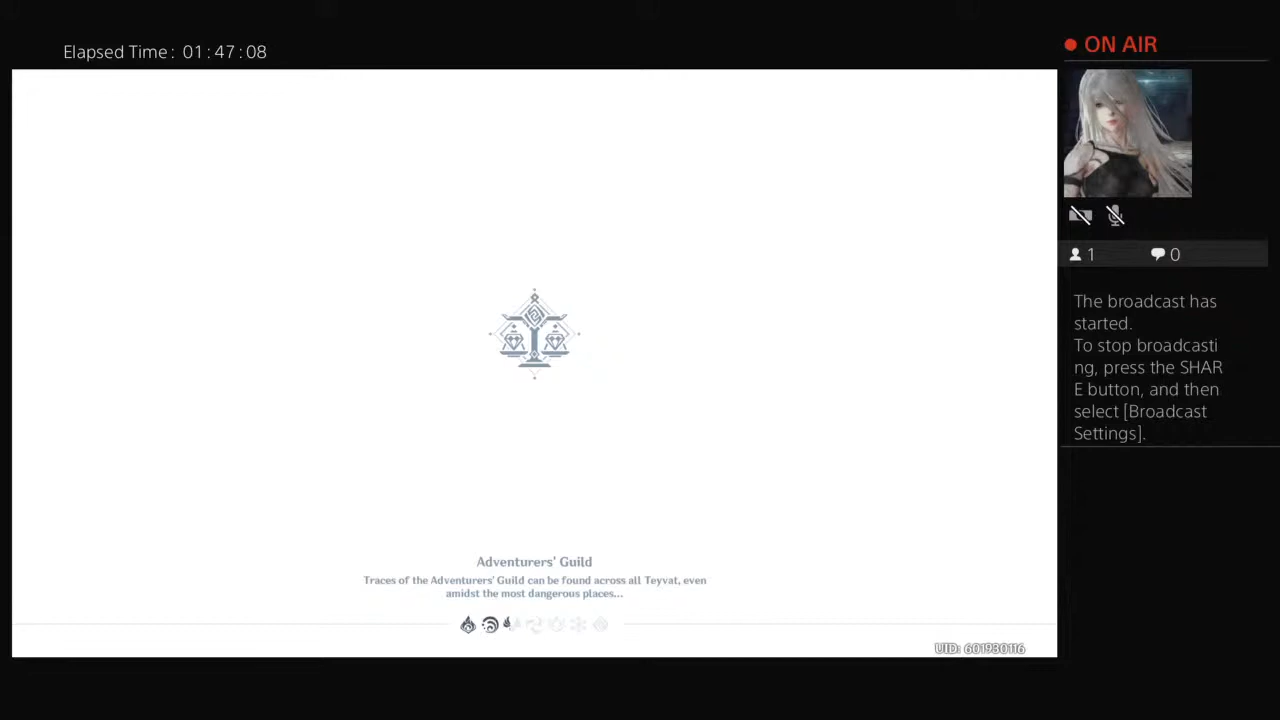 Elapsed Time: 01:47:08
ON AIR
1
0
The broadcast has
started.
To stop broadcasti
ng, press the SHAR
E button, and then
select [Broadcast
Settings].
Adventurers' Guild
Traces of the Adventurers' Guild can be found across all Teyvat, even
amidst the most dangerous places...
UID: 601930116